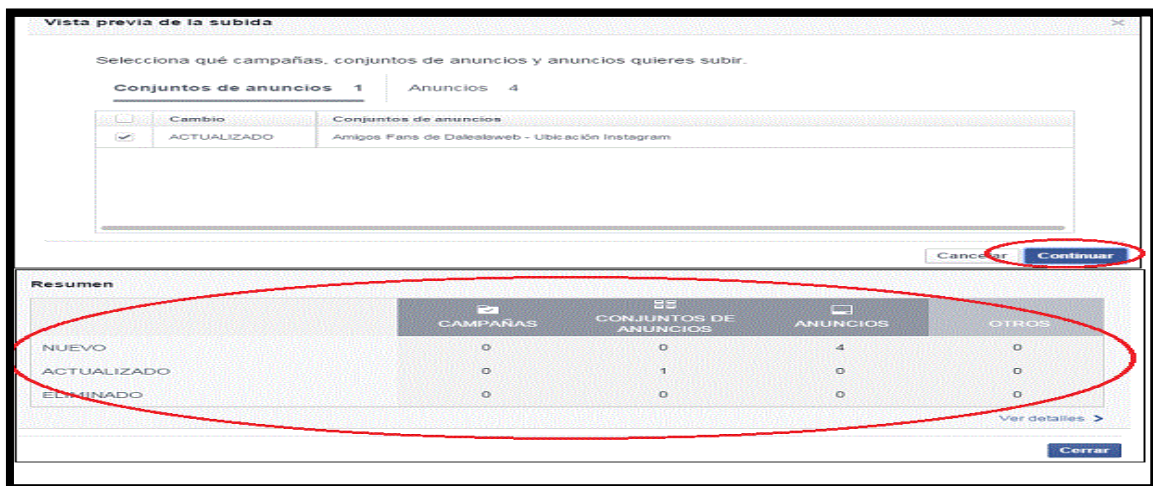 Vista previa de la subida
Selecciona qué campañas, conjuntos de anuncios y anuncios quieres subir.
Conjuntos de anuncios 1 Anuncios 4
Cambio Conjuntos de anuncios
ACTUALIZADO Amigos Fans de Dalealaweb - Ubicación Instagram
Cancelar Continuar
Resumen
CAMPAÑAS CONJUNTOS DE ANUNCIOS ANUNCIOS OTROS
NUEVO 0 0 4 0
ACTUALIZADO 0 1 0 0
ELIMINADO 0 0 0 0
Ver detalles >
Cerrar